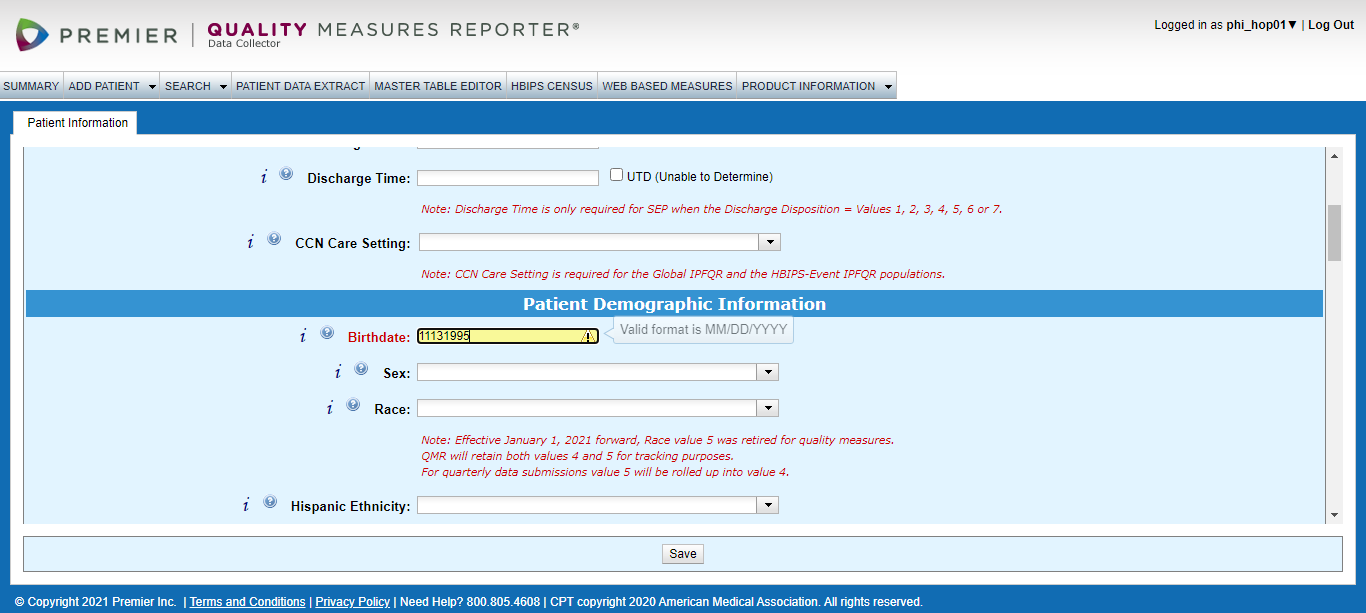 PREMIER | QUALITY MEASURES REPORTER®
Data Collector
Logged in as phi_hop01▼ | Log Out
SUMMARY ADD PATIENT SEARCH PATIENT DATA EXTRACT MASTER TABLE EDITOR HBIPS CENSUS WEB BASED MEASURES PRODUCT INFORMATION
Patient Information
i ? Discharge Time: UTD (Unable to Determine)
Note: Discharge Time is only required for SEP when the Discharge Disposition = Values 1, 2, 3, 4, 5, 6 or 7.
i ? CCN Care Setting:
Note: CCN Care Setting is required for the Global IPFQR and the HBIPS-Event IPFQR populations.
Patient Demographic Information
i ? Birthdate: 11131995 Valid format is MM/DD/YYYY
i ? Sex:
i ? Race:
Note: Effective January 1, 2021 forward, Race value 5 was retired for quality measures.
QMR will retain both values 4 and 5 for tracking purposes.
For quarterly data submissions value 5 will be rolled up into value 4.
i ? Hispanic Ethnicity:
Save
© Copyright 2021 Premier Inc. | Terms and Conditions | Privacy Policy | Need Help? 800.805.4608 | CPT copyright 2020 American Medical Association. All rights reserved.